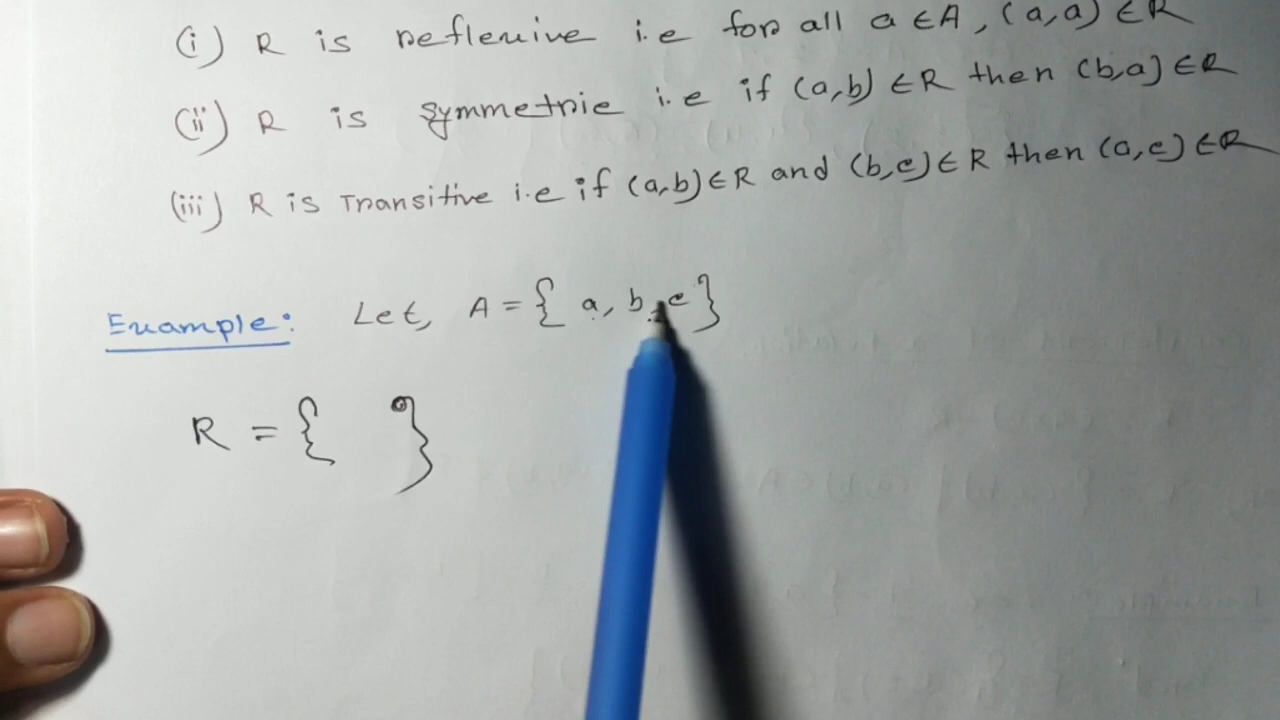 (i) R is reflexive i.e for all a ∈ A, (a,a) ∈ R
(ii) R is symmetric i.e if (a,b) ∈ R then (b,a) ∈ R
(iii) R is Transitive i.e if (a,b) ∈ R and (b,c) ∈ R then (a,c) ∈ R
Example: Let, A = { a, b, c }
R = { }